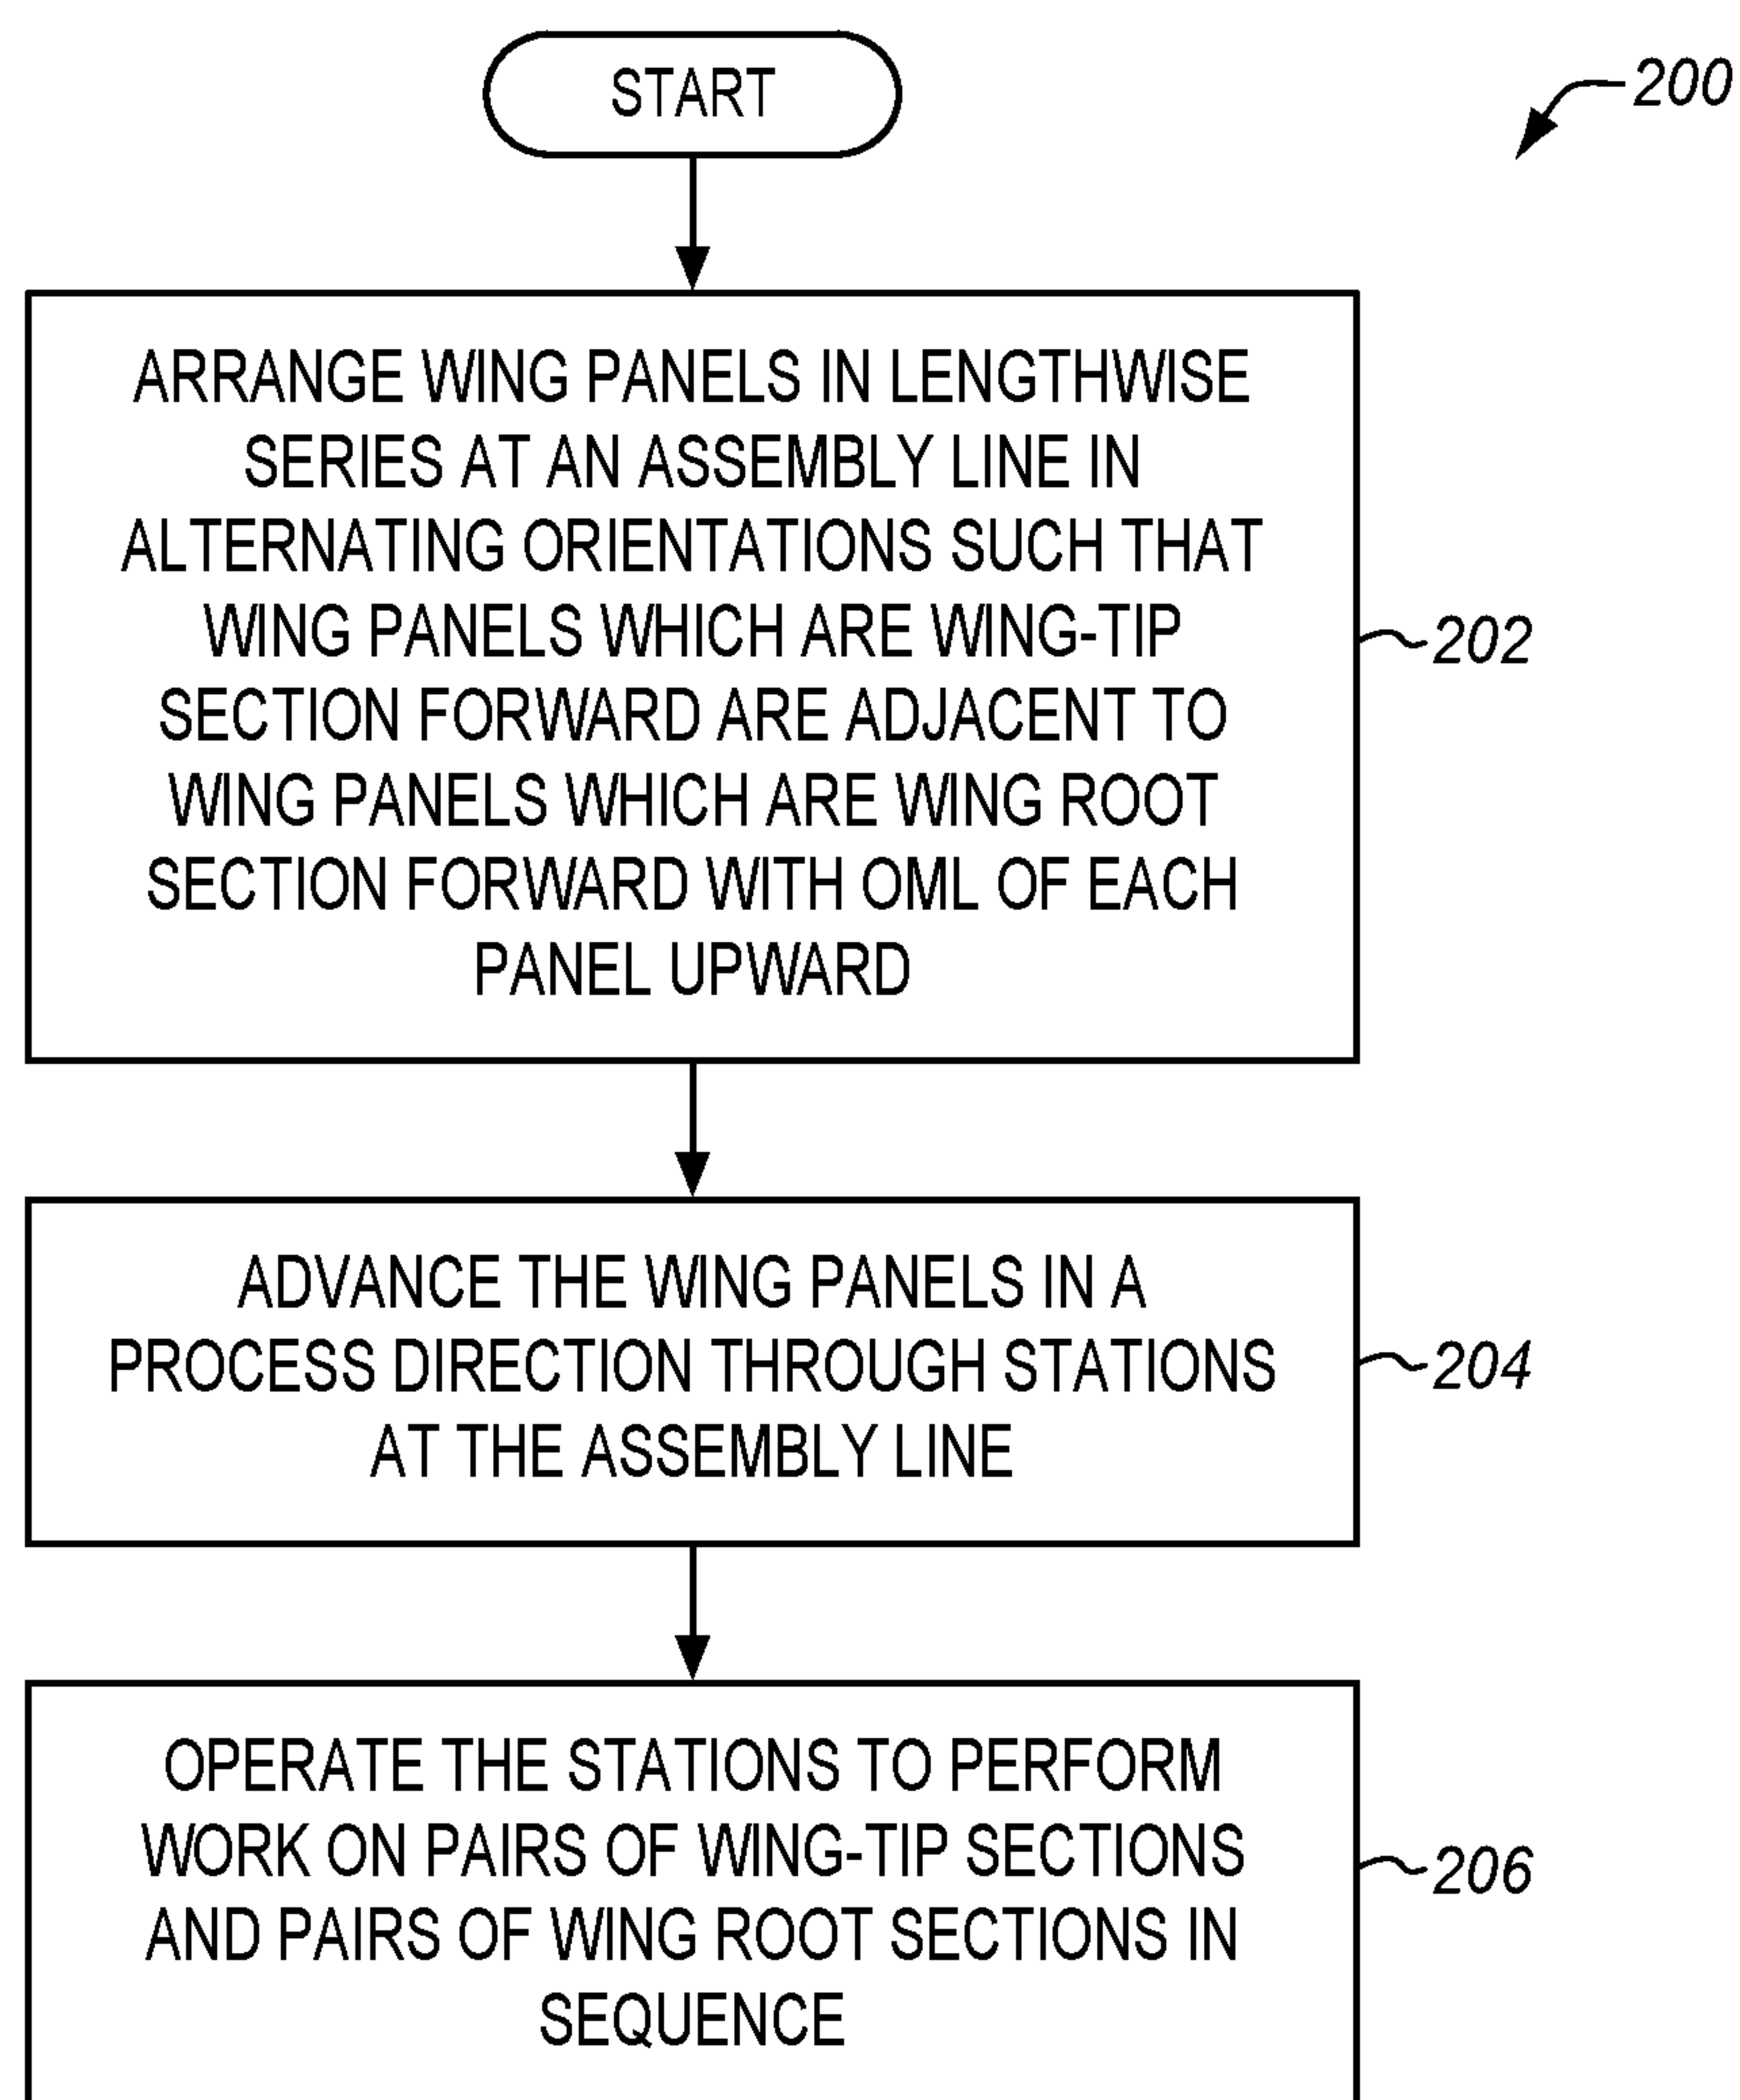 START
200
ARRANGE WING PANELS IN LENGTHWISE
SERIES AT AN ASSEMBLY LINE IN
ALTERNATING ORIENTATIONS SUCH THAT
WING PANELS WHICH ARE WING-TIP
SECTION FORWARD ARE ADJACENT TO
WING PANELS WHICH ARE WING ROOT
SECTION FORWARD WITH OML OF EACH
PANEL UPWARD
202
ADVANCE THE WING PANELS IN A
PROCESS DIRECTION THROUGH STATIONS
AT THE ASSEMBLY LINE
204
OPERATE THE STATIONS TO PERFORM
WORK ON PAIRS OF WING-TIP SECTIONS
AND PAIRS OF WING ROOT SECTIONS IN
SEQUENCE
206